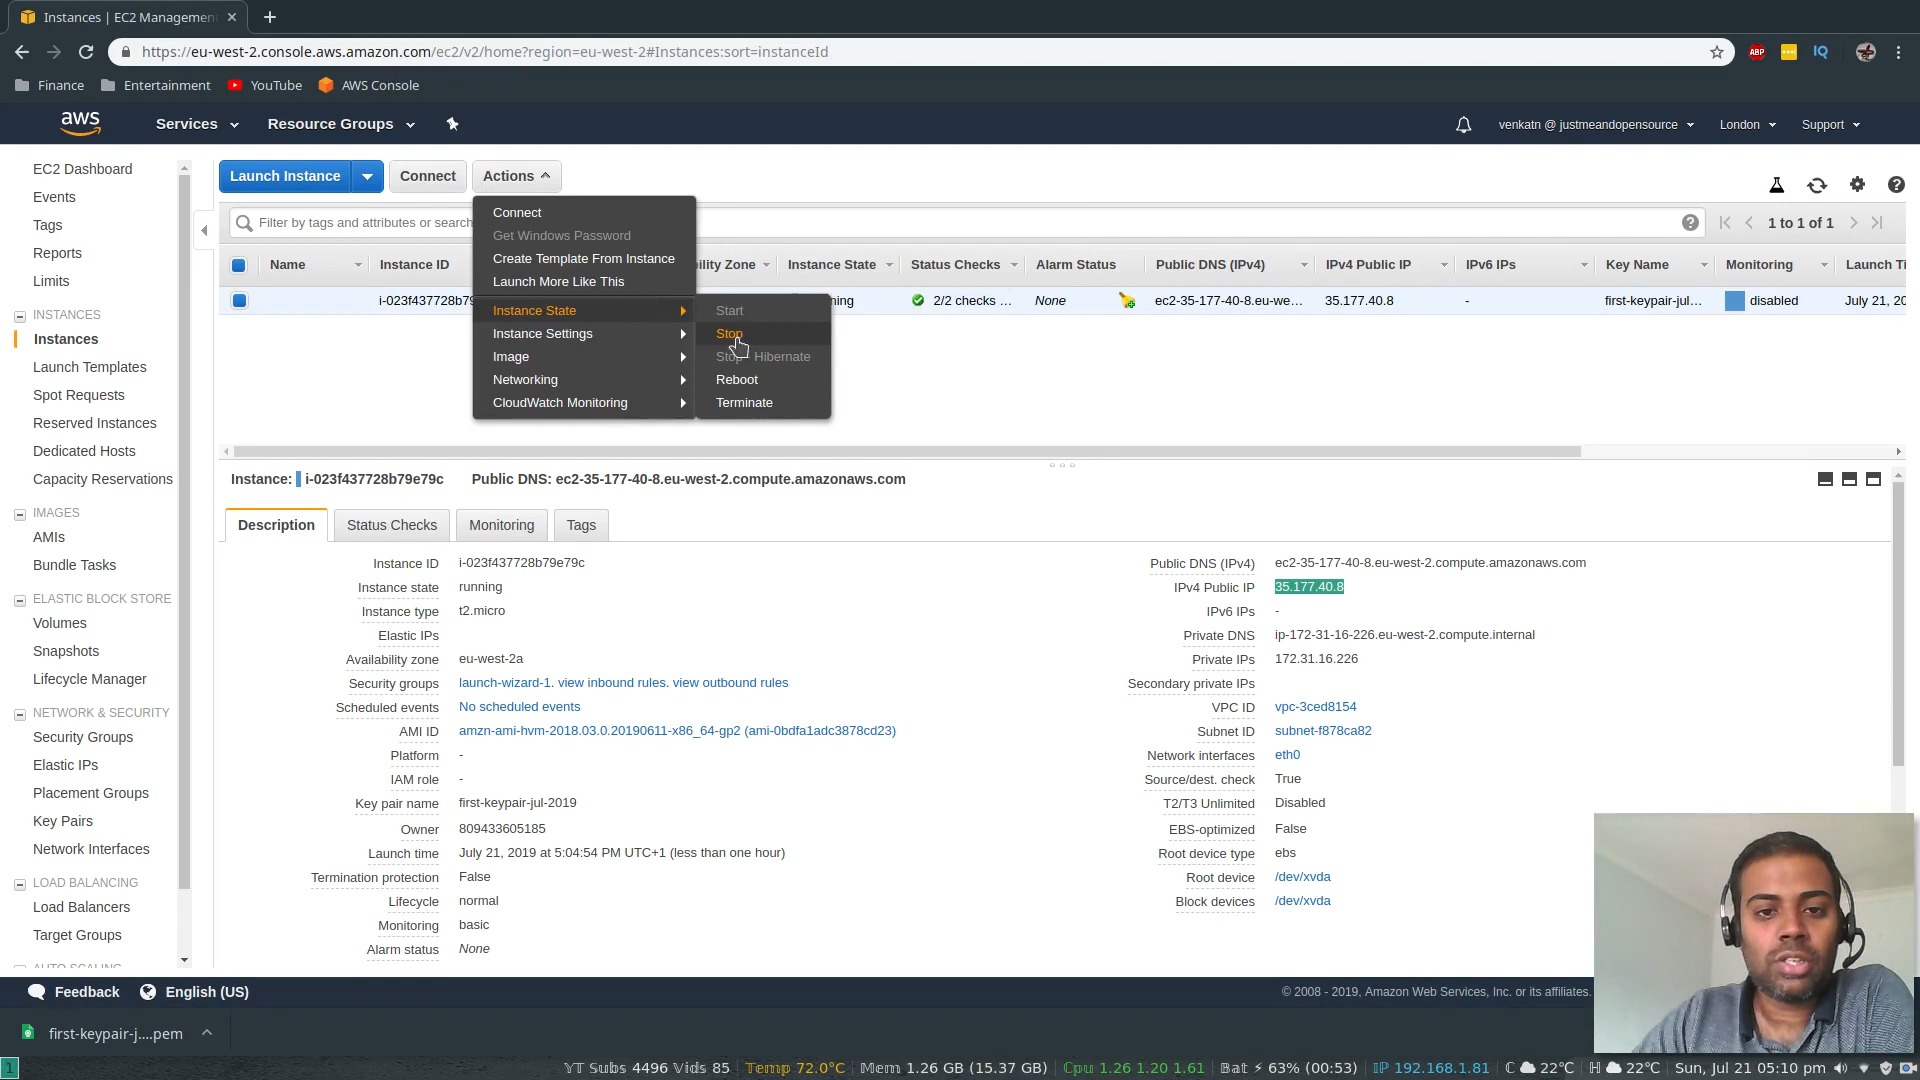 Instances | EC2 Management
https://eu-west-2.console.aws.amazon.com/ec2/v2/home?region=eu-west-2#Instances:sort=instanceId
ABP
IQ
Finance Entertainment YouTube AWS Console
aws Services Resource Groups venkatn @ justmeandopensource London Support
Launch Instance Connect Actions
Filter by tags and attributes or search
1 to 1 of 1
Name Instance ID ility Zone Instance State Status Checks Alarm Status Public DNS (IPv4) IPv4 Public IP IPv6 IPs Key Name Monitoring Launch Ti
i-023f437728b79 ning 2/2 checks ... None ec2-35-177-40-8.eu-we... 35.177.40.8 - first-keypair-jul... disabled July 21, 20
Connect
Get Windows Password
Create Template From Instance
Launch More Like This
Instance State
Instance Settings
Image
Networking
CloudWatch Monitoring
Start
Stop
Stop - Hibernate
Reboot
Terminate
EC2 Dashboard
Events
Tags
Reports
Limits
INSTANCES
Instances
Launch Templates
Spot Requests
Reserved Instances
Dedicated Hosts
Capacity Reservations
IMAGES
AMIs
Bundle Tasks
ELASTIC BLOCK STORE
Volumes
Snapshots
Lifecycle Manager
NETWORK & SECURITY
Security Groups
Elastic IPs
Placement Groups
Key Pairs
Network Interfaces
LOAD BALANCING
Load Balancers
Target Groups
AUTO SCALING
Instance: i-023f437728b79e79c Public DNS: ec2-35-177-40-8.eu-west-2.compute.amazonaws.com
Description Status Checks Monitoring Tags
Instance ID i-023f437728b79e79c
Instance state running
Instance type t2.micro
Elastic IPs
Availability zone eu-west-2a
Security groups launch-wizard-1. view inbound rules. view outbound rules
Scheduled events No scheduled events
AMI ID amzn-ami-hvm-2018.03.0.20190611-x86_64-gp2 (ami-0bdfa1adc3878cd23)
Platform -
IAM role -
Key pair name first-keypair-jul-2019
Owner 809433605185
Launch time July 21, 2019 at 5:04:54 PM UTC+1 (less than one hour)
Termination protection False
Lifecycle normal
Monitoring basic
Alarm status None
Public DNS (IPv4) ec2-35-177-40-8.eu-west-2.compute.amazonaws.com
IPv4 Public IP 35.177.40.8
IPv6 IPs -
Private DNS ip-172-31-16-226.eu-west-2.compute.internal
Private IPs 172.31.16.226
Secondary private IPs
VPC ID vpc-3ced8154
Subnet ID subnet-f878ca82
Network interfaces eth0
Source/dest. check True
T2/T3 Unlimited Disabled
EBS-optimized False
Root device type ebs
Root device /dev/xvda
Block devices /dev/xvda
Feedback English (US) © 2008 - 2019, Amazon Web Services, Inc. or its affiliates.
first-keypair-j....pem
1 YT Subs 4496 Vids 85 Temp 72.0°C Mem 1.26 GB (15.37 GB) Cpu 1.26 1.20 1.61 Bat ⚡ 63% (00:53) IP 192.168.1.81 C 22°C H 22°C Sun, Jul 21 05:10 pm